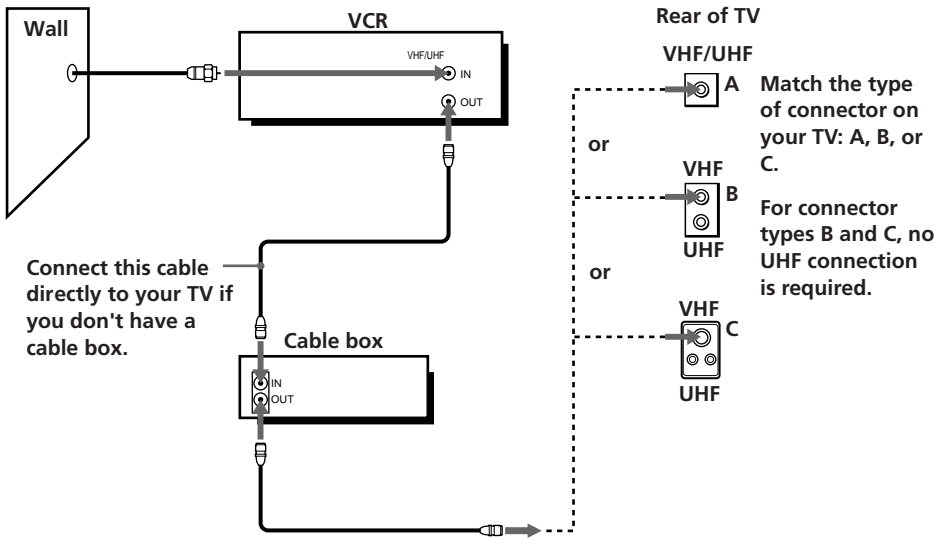 Wall
VCR
VHF/UHF
IN
OUT
Connect this cable
directly to your TV if
you don't have a
cable box.
Cable box
IN
OUT
Rear of TV
VHF/UHF
A
or
VHF
B
UHF
or
VHF
C
UHF
Match the type
of connector on
your TV: A, B, or
C.
For connector
types B and C, no
UHF connection
is required.